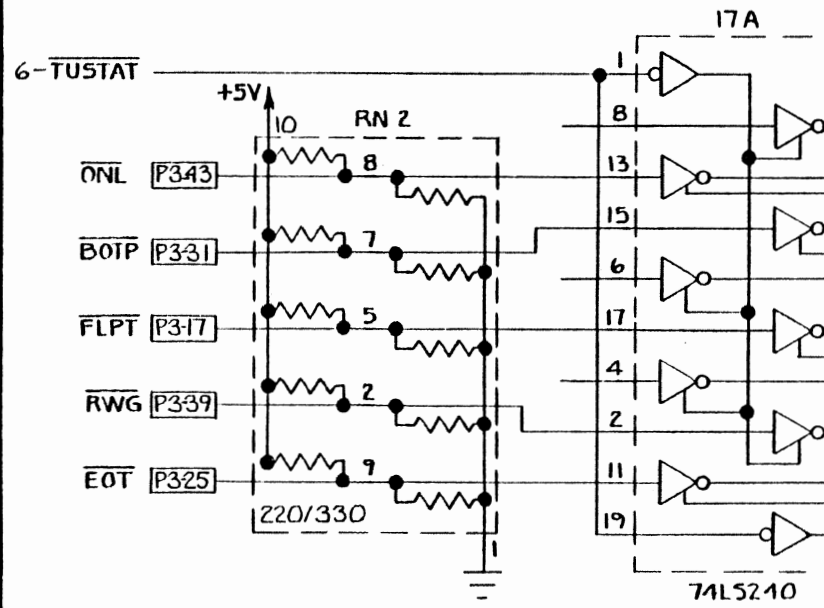 17A
6-TUSTAT
1
+5V
10
RN 2
8
ONL
P3-43
8
13
BOTP
P3-31
7
15
6
FLPT
P3-17
5
17
4
RWG
P3-39
2
2
EOT
P3-25
9
11
220/330
19
1
74LS240